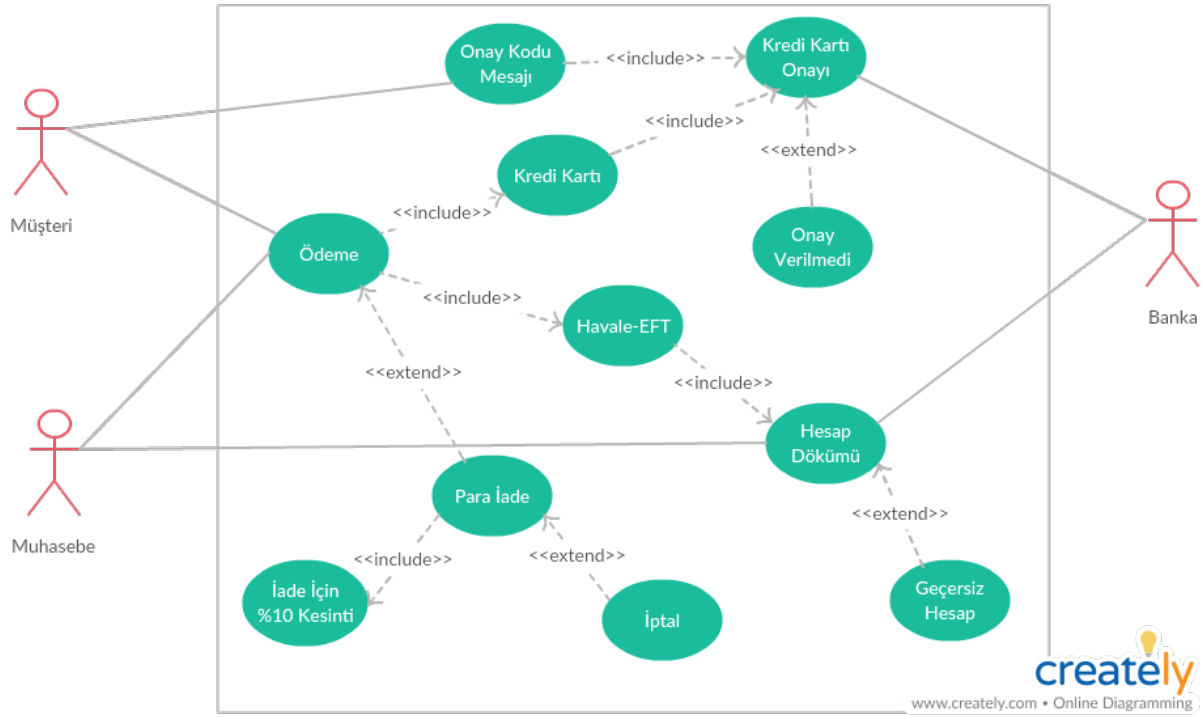 Onay Kodu
Mesajı
<<include>>
Kredi Kartı
Onayı
<<include>>
<<extend>>
Kredi Kartı
Müşteri
<<include>>
Ödeme
Onay
Verilmedi
<<include>>
Havale-EFT
Banka
<<extend>>
<<include>>
Hesap
Dökümü
Para İade
Muhasebe
<<include>>
<<extend>>
<<extend>>
İade İçin
%10 Kesinti
İptal
Geçersiz
Hesap
creately
www.creately.com • Online Diagramming